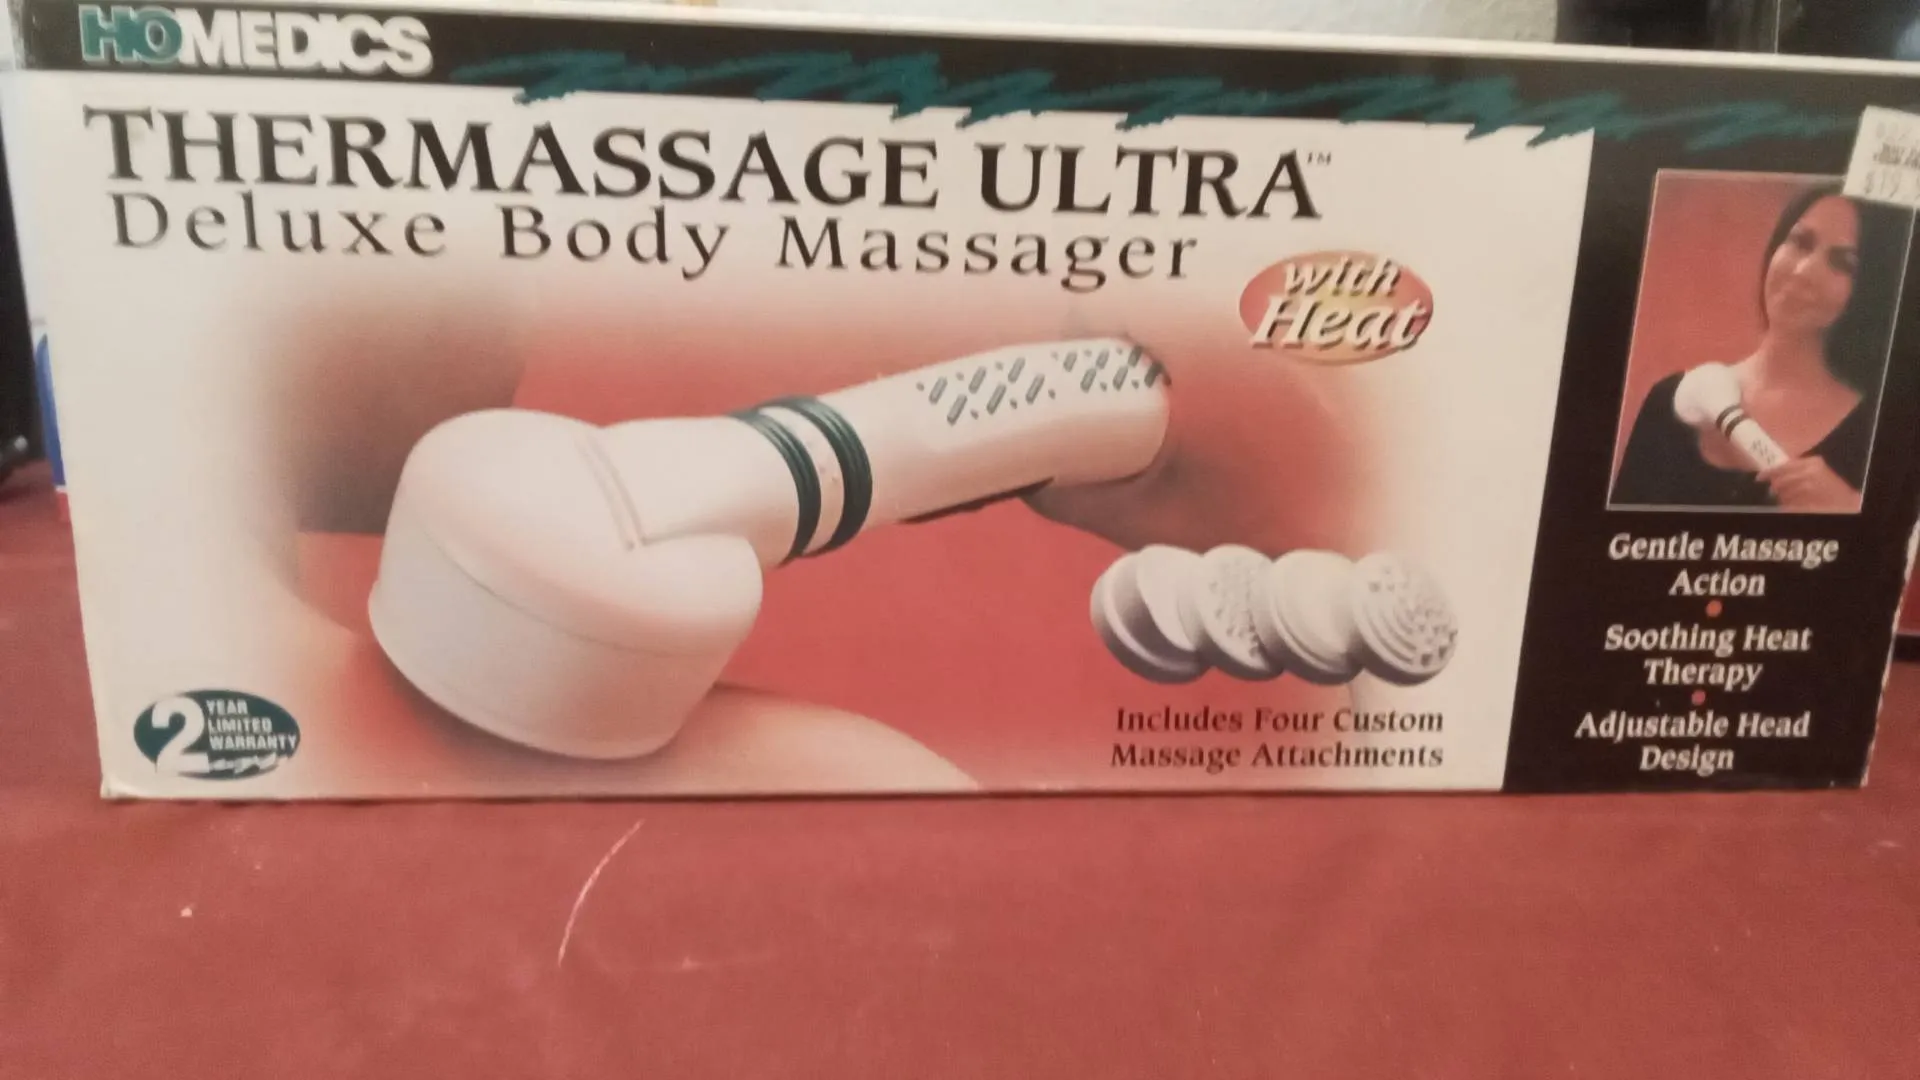 HOMEDICS
THERMASSAGE ULTRA™
Deluxe Body Massager
with
Heat
Includes Four Custom
Massage Attachments
2
YEAR
LIMITED
WARRANTY
Gentle Massage
Action
Soothing Heat
Therapy
Adjustable Head
Design